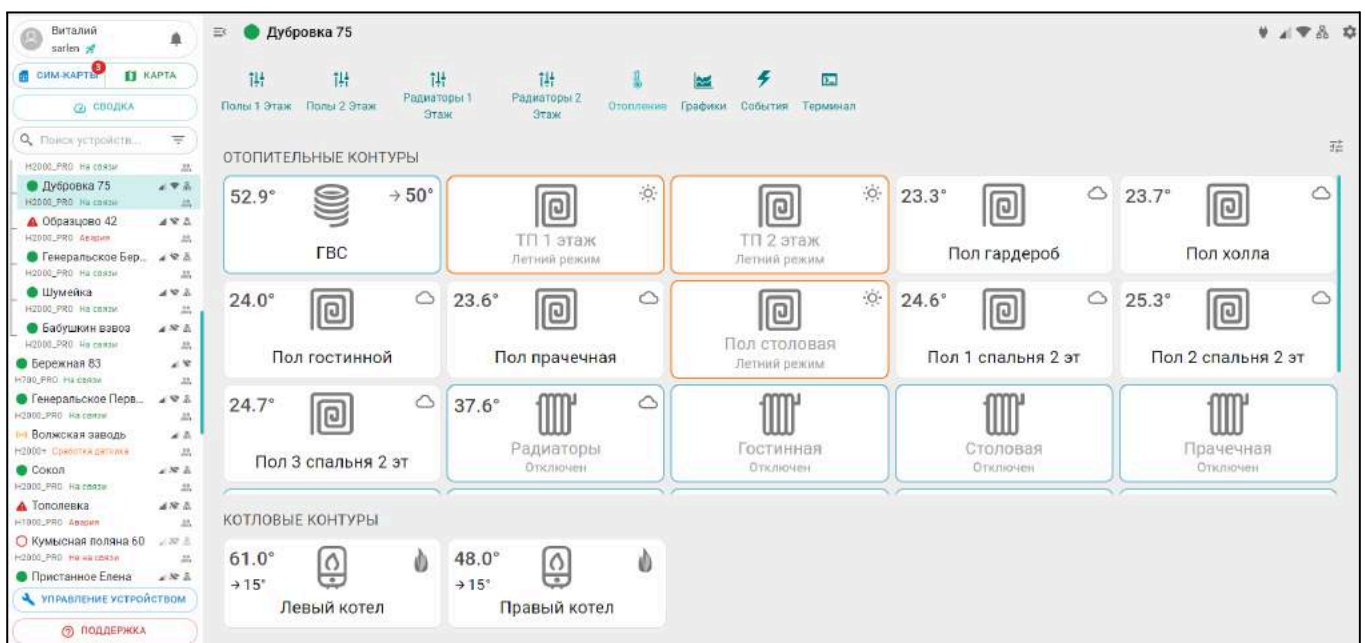 Виталий
sarlen
СИМ-КАРТЫ 3 КАРТА
СВОДКА
Поиск устройств...
H2000_PRO На связи
Дубровка 75
H2000_PRO На связи
Образцово 42
H2000_PRO Авария
Генеральское Бер...
H2000_PRO На связи
Шумейка
H2000_PRO На связи
Бабушкин взвоз
H2000_PRO На связи
Бережная 83
H700_PRO На связи
Генеральское Перв...
H2000_PRO На связи
Волжская заводь
H2000+ Сработка датчика
Сокол
H2000_PRO На связи
Тополевка
H1000_PRO Авария
Кумысная поляна 60
H2000_PRO Не на связи
Пристанное Елена
УПРАВЛЕНИЕ УСТРОЙСТВОМ
ПОДДЕРЖКА
Дубровка 75
Полы 1 Этаж
Полы 2 Этаж
Радиаторы 1
Этаж
Радиаторы 2
Этаж
Отопление
Графики
События
Терминал
ОТОПИТЕЛЬНЫЕ КОНТУРЫ
52.9° → 50°
ГВС
ТП 1 этаж
Летний режим
ТП 2 этаж
Летний режим
23.3°
Пол гардероб
23.7°
Пол холла
24.0°
Пол гостинной
23.6°
Пол прачечная
Пол столовая
Летний режим
24.6°
Пол 1 спальня 2 эт
25.3°
Пол 2 спальня 2 эт
24.7°
Пол 3 спальня 2 эт
37.6°
Радиаторы
Отключен
Гостинная
Отключен
Столовая
Отключен
Прачечная
Отключен
КОТЛОВЫЕ КОНТУРЫ
61.0°
→ 15°
Левый котел
48.0°
→ 15°
Правый котел